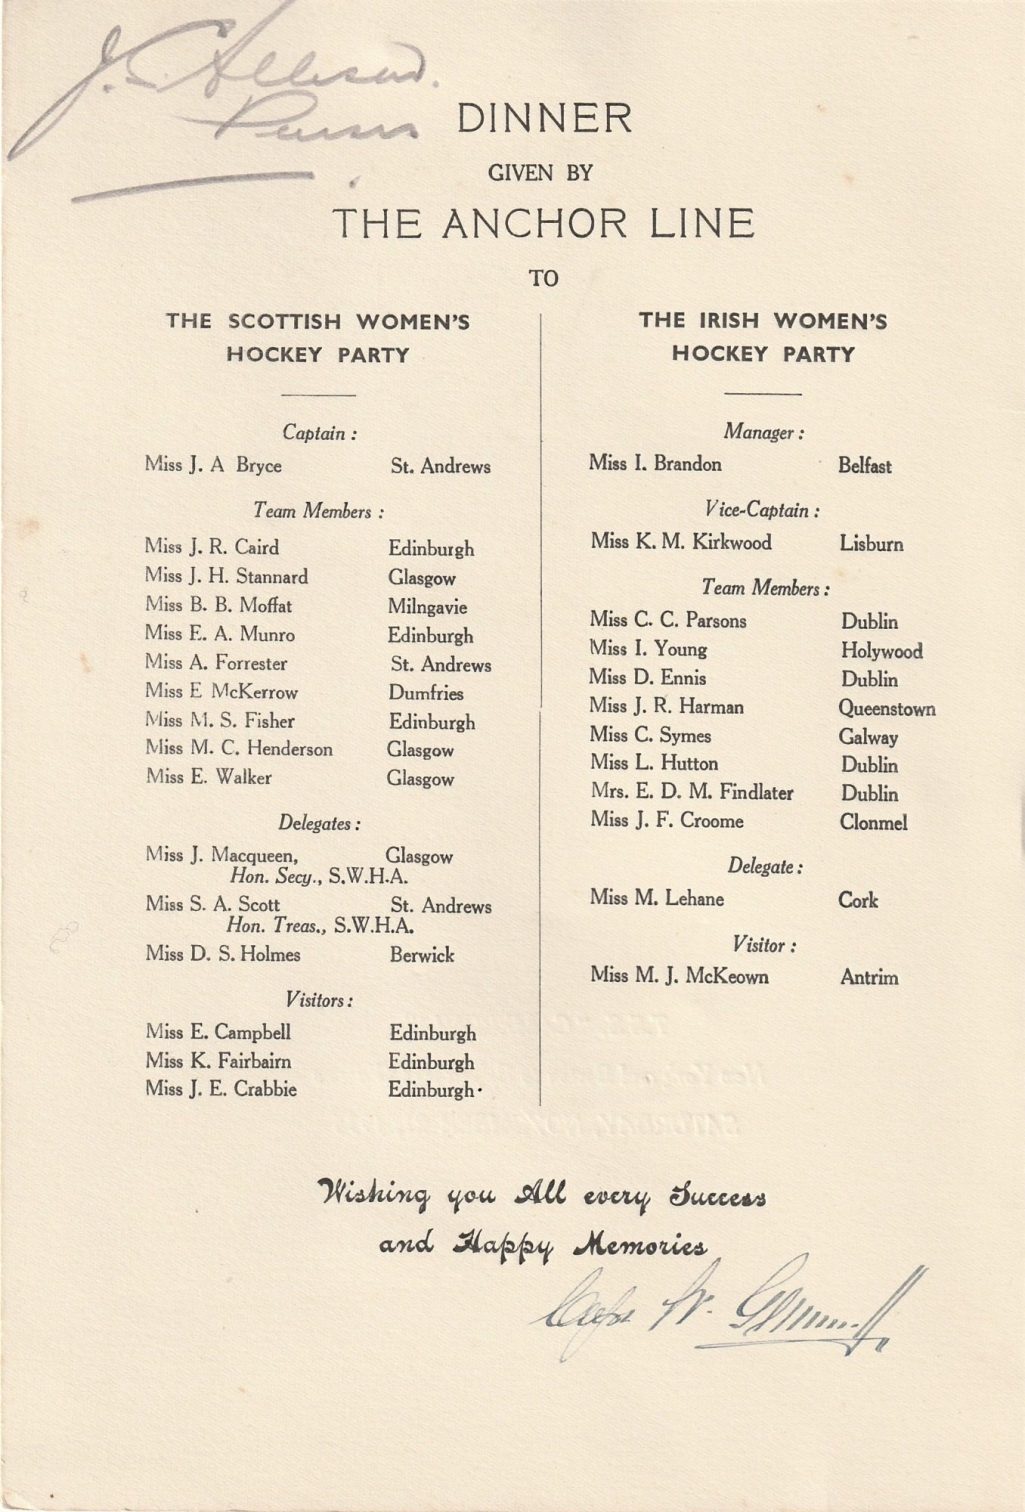 J. C. Allison.
DINNER
GIVEN BY
THE ANCHOR LINE
TO
THE SCOTTISH WOMEN'S
HOCKEY PARTY
Captain :
Miss J. A Bryce St. Andrews
Team Members :
Miss J. R. Caird Edinburgh
Miss J. H. Stannard Glasgow
Miss B. B. Moffat Milngavie
Miss E. A. Munro Edinburgh
Miss A. Forrester St. Andrews
Miss E McKerrow Dumfries
Miss M. S. Fisher Edinburgh
Miss M. C. Henderson Glasgow
Miss E. Walker Glasgow
Delegates :
Miss J. Macqueen, Glasgow
Hon. Secy., S.W.H.A.
Miss S. A. Scott St. Andrews
Hon. Treas., S.W.H.A.
Miss D. S. Holmes Berwick
Visitors :
Miss E. Campbell Edinburgh
Miss K. Fairbairn Edinburgh
Miss J. E. Crabbie Edinburgh
THE IRISH WOMEN'S
HOCKEY PARTY
Manager :
Miss I. Brandon Belfast
Vice-Captain :
Miss K. M. Kirkwood Lisburn
Team Members :
Miss C. C. Parsons Dublin
Miss I. Young Holywood
Miss D. Ennis Dublin
Miss J. R. Harman Queenstown
Miss C. Symes Galway
Miss L. Hutton Dublin
Mrs. E. D. M. Findlater Dublin
Miss J. F. Croome Clonmel
Delegate :
Miss M. Lehane Cork
Visitor :
Miss M. J. McKeown Antrim
Wishing you All every Success
and Happy Memories